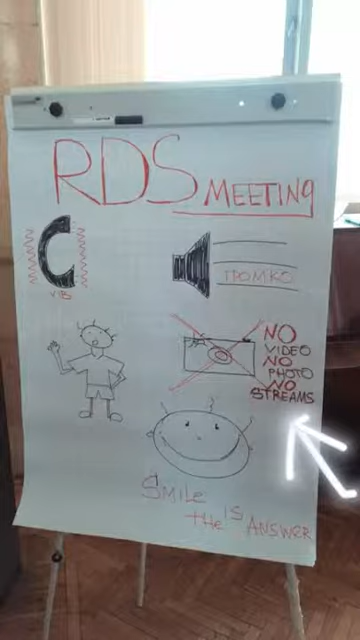 RDS MEETING
VIB
ГРОМКО
NO
VIDEO
NO
PHOTO
NO
STREAMS
SMILE
IS
THE ANSWER